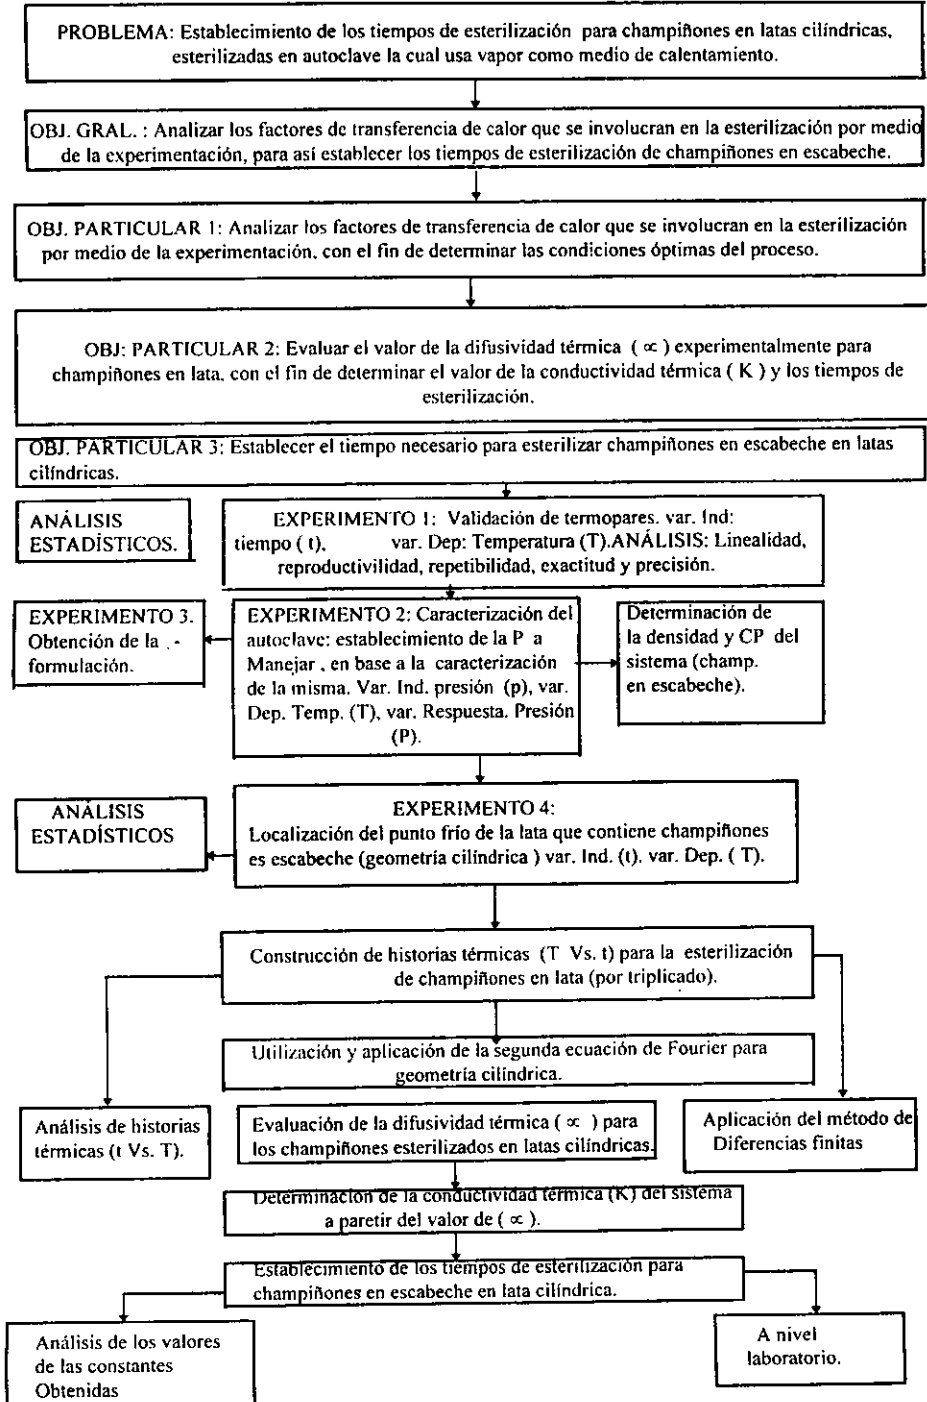 PROBLEMA: Establecimiento de los tiempos de esterilización para champiñones en latas cilíndricas,
esterilizadas en autoclave la cual usa vapor como medio de calentamiento.
OBJ. GRAL. : Analizar los factores de transferencia de calor que se involucran en la esterilización por medio
de la experimentación, para así establecer los tiempos de esterilización de champiñones en escabeche.
OBJ. PARTICULAR 1: Analizar los factores de transferencia de calor que se involucran en la esterilización
por medio de la experimentación, con el fin de determinar las condiciones óptimas del proceso.
OBJ: PARTICULAR 2: Evaluar el valor de la difusividad térmica ( ∝ ) experimentalmente para
champiñones en lata, con el fin de determinar el valor de la conductividad térmica ( K ) y los tiempos de
esterilización.
OBJ. PARTICULAR 3: Establecer el tiempo necesario para esterilizar champiñones en escabeche en latas
cilíndricas.
ANÁLISIS
ESTADÍSTICOS.
EXPERIMENTO 1: Validación de termopares. var. Ind:
tiempo ( t), var. Dep: Temperatura (T).ANÁLISIS: Linealidad,
reproductivilidad, repetibilidad, exactitud y precisión.
EXPERIMENTO 3.
Obtención de la . -
formulación.
EXPERIMENTO 2: Caracterización del
autoclave: establecimiento de la P a
Manejar , en base a la caracterización
de la misma. Var. Ind. presión (p), var.
Dep. Temp. (T), var. Respuesta. Presión
(P).
Determinación de
la densidad y CP del
sistema (champ.
en escabeche).
ANÁLISIS
ESTADÍSTICOS
EXPERIMENTO 4:
Localización del punto frío de la lata que contiene champiñones
es escabeche (geometría cilíndrica ) var. Ind. (t). var. Dep. ( T).
Construcción de historias térmicas (T Vs. t) para la esterilización
de champiñones en lata (por triplicado).
Utilización y aplicación de la segunda ecuación de Fourier para
geometría cilíndrica.
Análisis de historias
térmicas (t Vs. T).
Evaluación de la difusividad térmica ( ∝ ) para
los champiñones esterilizados en latas cilíndricas.
Aplicación del método de
Diferencias finitas
Determinación de la conductividad térmica (K) del sistema
a paretir del valor de ( ∝ ).
Establecimiento de los tiempos de esterilización para
champiñones en escabeche en lata cilíndrica.
Análisis de los valores
de las constantes
Obtenidas
A nivel
laboratorio.